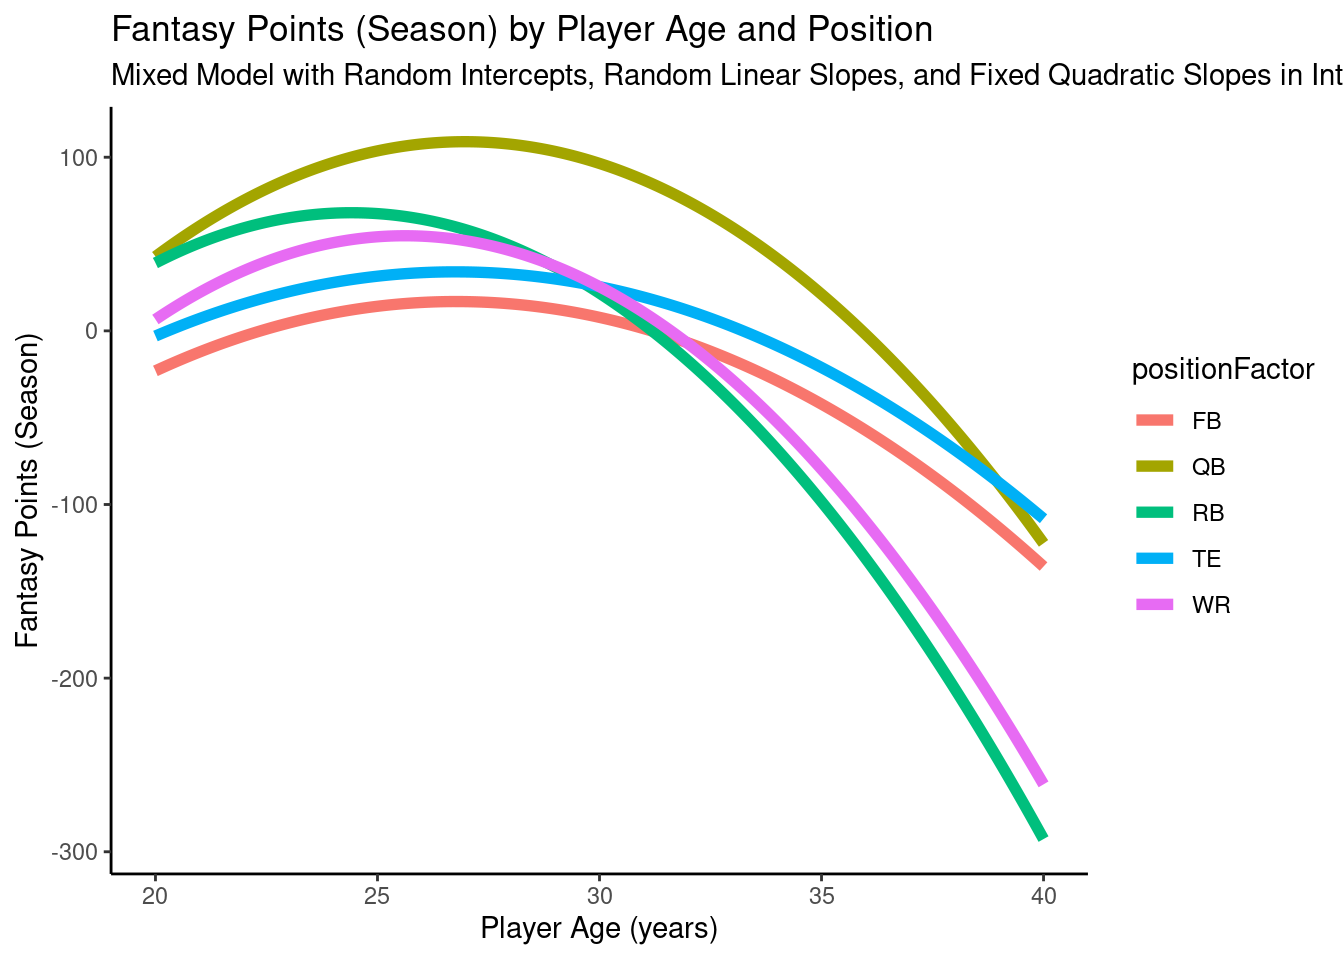 Fantasy Points (Season) by Player Age and Position
Mixed Model with Random Intercepts, Random Linear Slopes, and Fixed Quadratic Slopes in Int
100
0
-100
-200
-300
Fantasy Points (Season)
20 25 30 35 40
Player Age (years)
positionFactor
FB
QB
RB
TE
WR